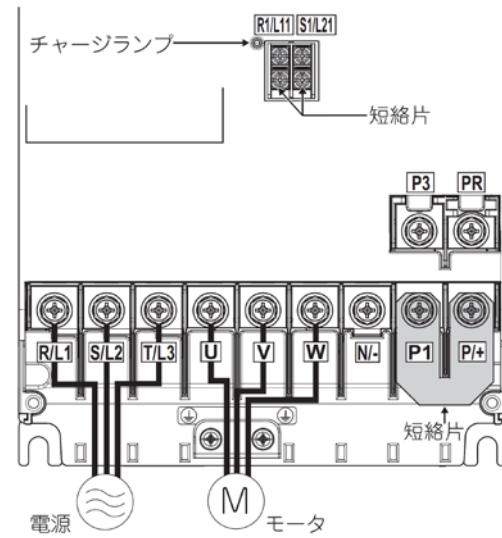 R1/L11 S1/L21
チャージランプ
短絡片
P3 PR
R/L1 S/L2 T/L3 U V W N/- P1 P/+
短絡片
電源 M モータ